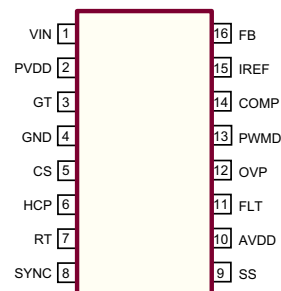 VIN 1 16 FB
PVDD 2 15 IREF
GT 3 14 COMP
GND 4 13 PWMD
CS 5 12 OVP
HCP 6 11 FLT
RT 7 10 AVDD
SYNC 8 9 SS